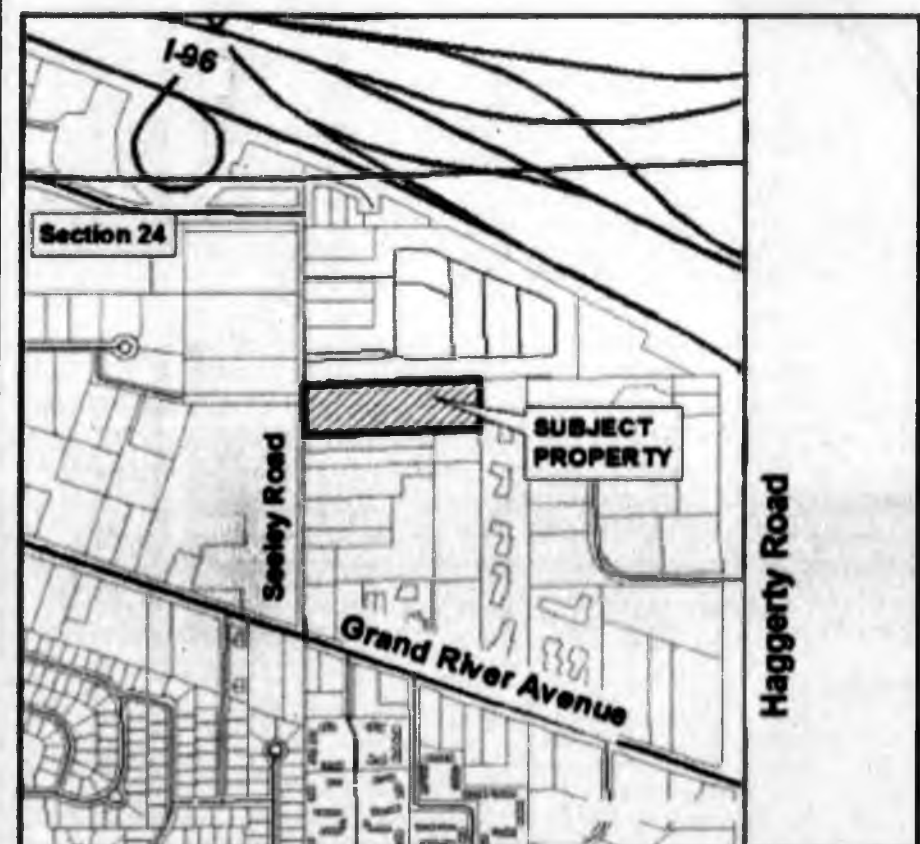 I-96
Section 24
SUBJECT
PROPERTY
Seeley Road
Haggerty Road
Grand River Avenue